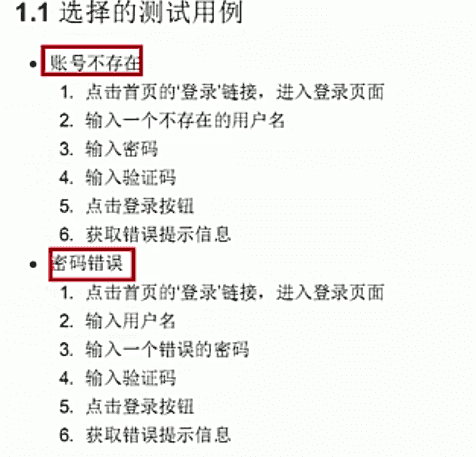 1.1 选择的测试用例
• 账号不存在
1. 点击首页的‘登录’链接，进入登录页面
2. 输入一个不存在的用户名
3. 输入密码
4. 输入验证码
5. 点击登录按钮
6. 获取错误提示信息
• 密码错误
1. 点击首页的‘登录’链接，进入登录页面
2. 输入用户名
3. 输入一个错误的密码
4. 输入验证码
5. 点击登录按钮
6. 获取错误提示信息